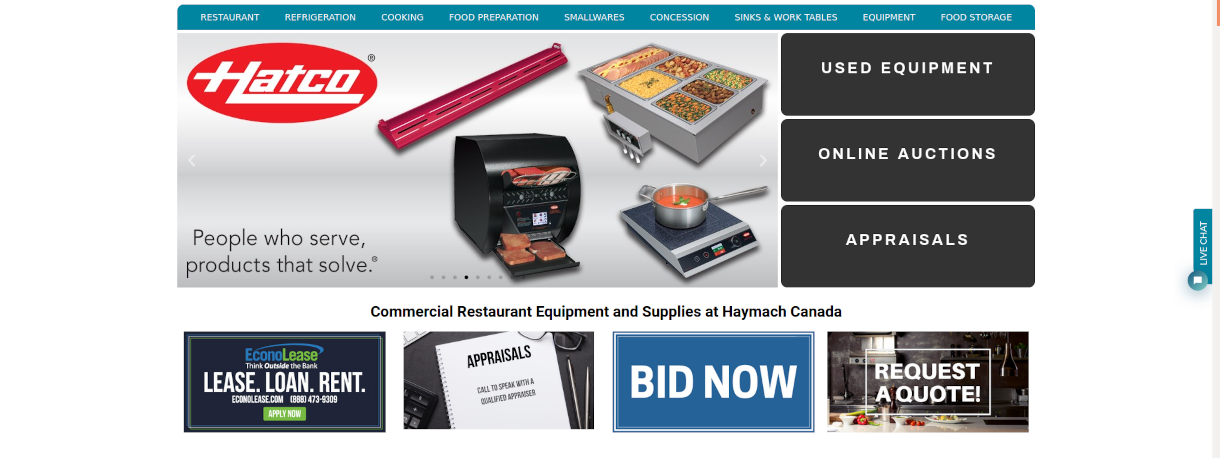 RESTAURANT
REFRIGERATION
COOKING
FOOD PREPARATION
SMALLWARES
CONCESSION
SINKS & WORK TABLES
EQUIPMENT
FOOD STORAGE
Hatco ®
People who serve,
products that solve.®
USED EQUIPMENT
ONLINE AUCTIONS
APPRAISALS
LIVE CHAT
Commercial Restaurant Equipment and Supplies at Haymach Canada
EconoLease
Think Outside the Bank
LEASE. LOAN. RENT.
ECONOLEASE.COM (888) 473-9309
APPLY NOW
APPRAISALS
CALL TO SPEAK WITH A
QUALIFIED APPRAISER
BID NOW
REQUEST
A QUOTE!